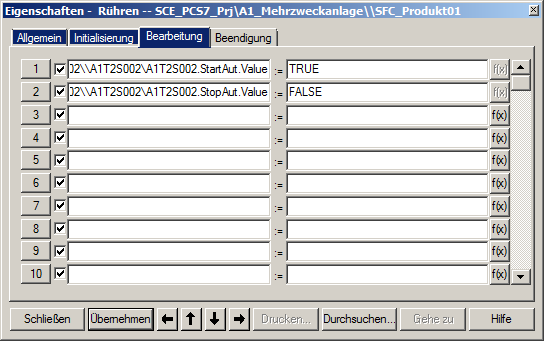 Eigenschaften - Rühren -- SCE_PCS7_Prj\A1_Mehrzweckanlage\\SFC_Produkt01
Allgemein Initialisierung Bearbeitung Beendigung
1 02\\A1T2S002\A1T2S002.StartAut.Value := TRUE f(x)
2 02\\A1T2S002\A1T2S002.StopAut.Value := FALSE f(x)
3 := f(x)
4 := f(x)
5 := f(x)
6 := f(x)
7 := f(x)
8 := f(x)
9 := f(x)
10 := f(x)
Schließen Übernehmen Drucken... Durchsuchen... Gehe zu Hilfe